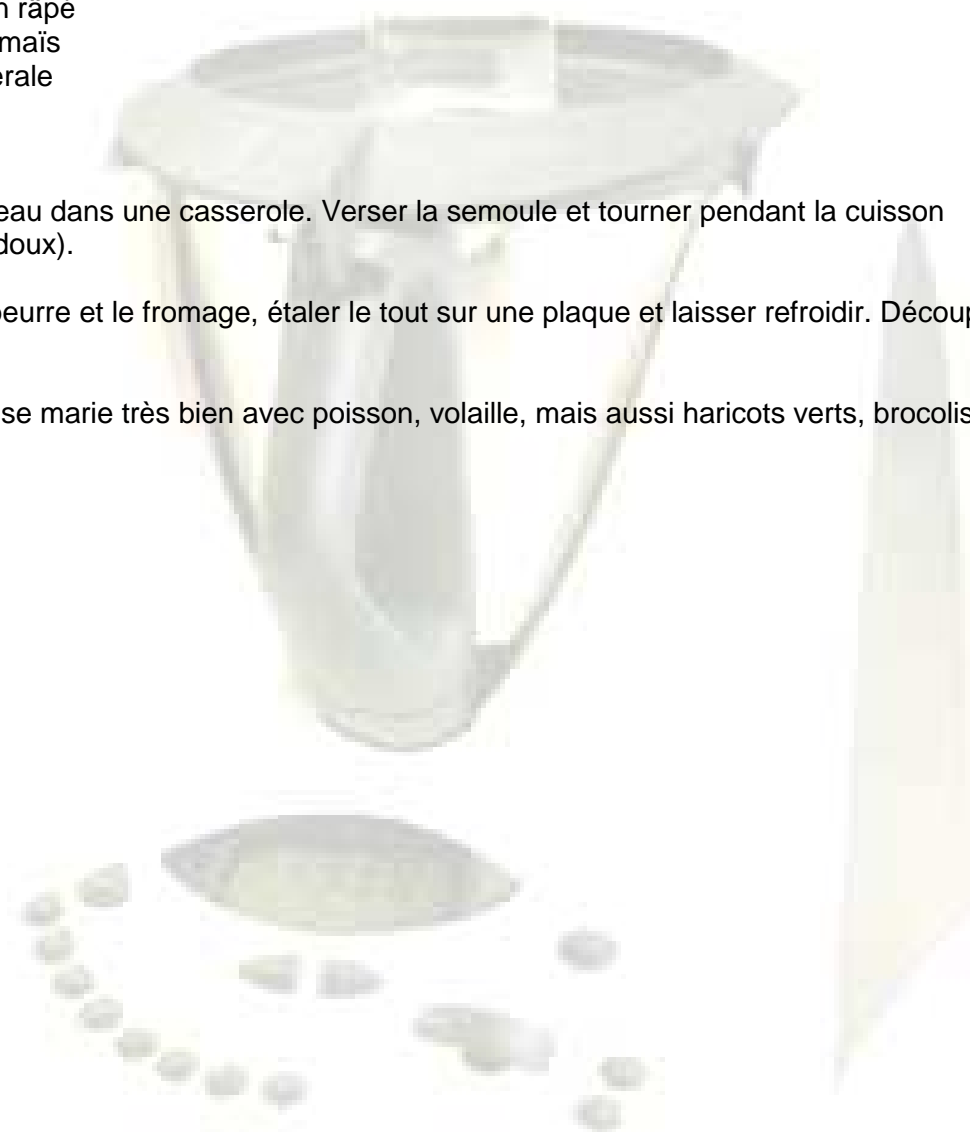 n râpé
maïs
érale
eau dans une casserole. Verser la semoule et tourner pendant la cuisson
doux).
beurre et le fromage, étaler le tout sur une plaque et laisser refroidir. Découp
se marie très bien avec poisson, volaille, mais aussi haricots verts, brocolis